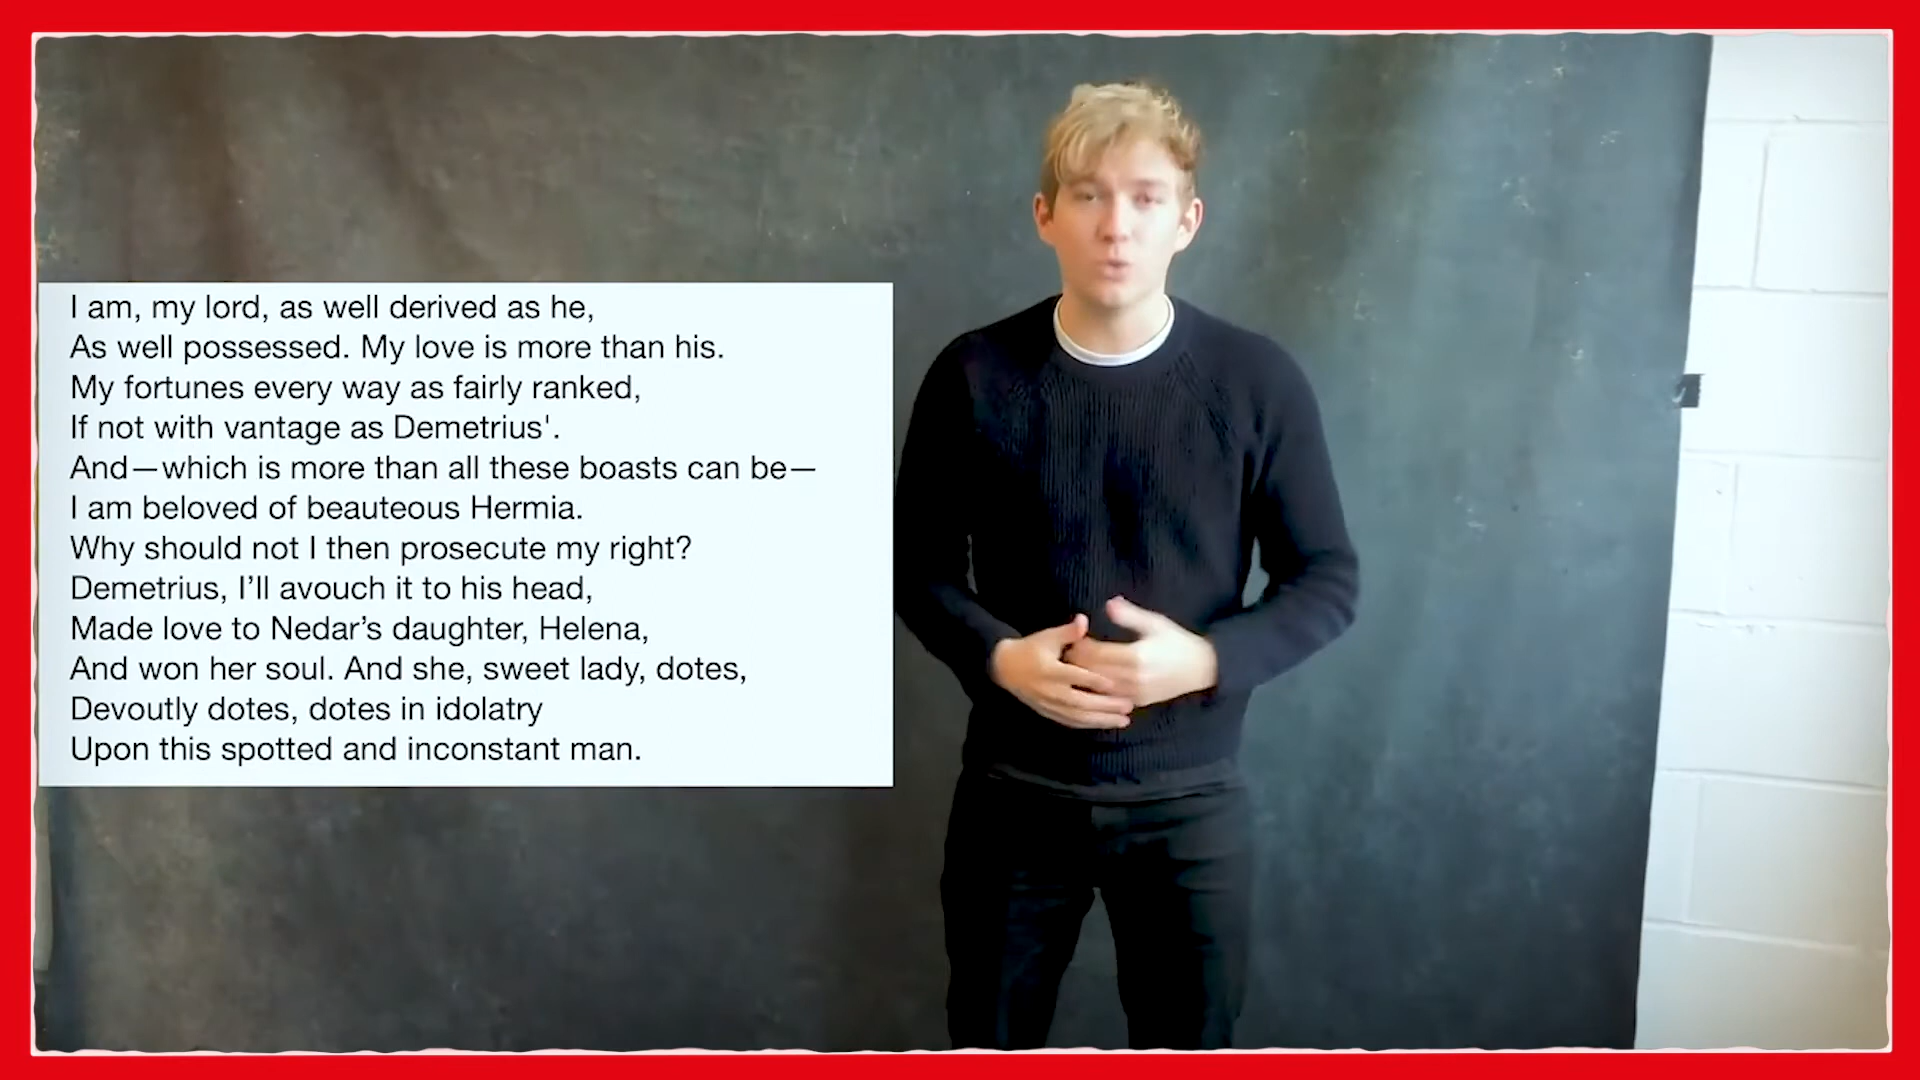 I am, my lord, as well derived as he,
As well possessed. My love is more than his.
My fortunes every way as fairly ranked,
If not with vantage as Demetrius'.
And—which is more than all these boasts can be—
I am beloved of beauteous Hermia.
Why should not I then prosecute my right?
Demetrius, I’ll avouch it to his head,
Made love to Nedar’s daughter, Helena,
And won her soul. And she, sweet lady, dotes,
Devoutly dotes, dotes in idolatry
Upon this spotted and inconstant man.